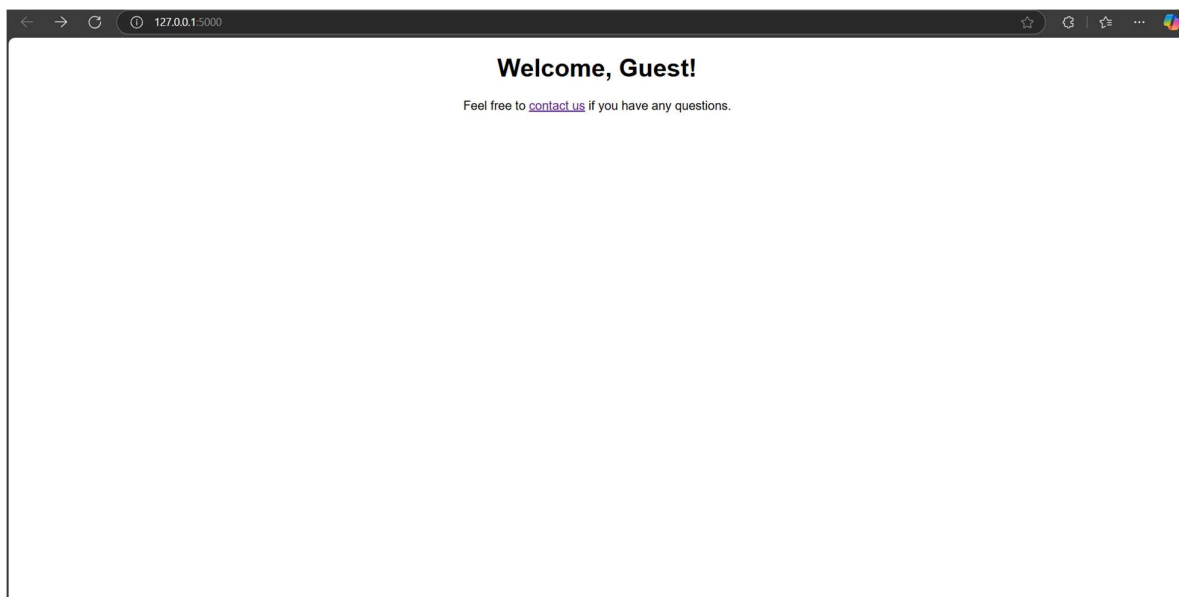 127.0.0.1:5000
Welcome, Guest!
Feel free to contact us if you have any questions.